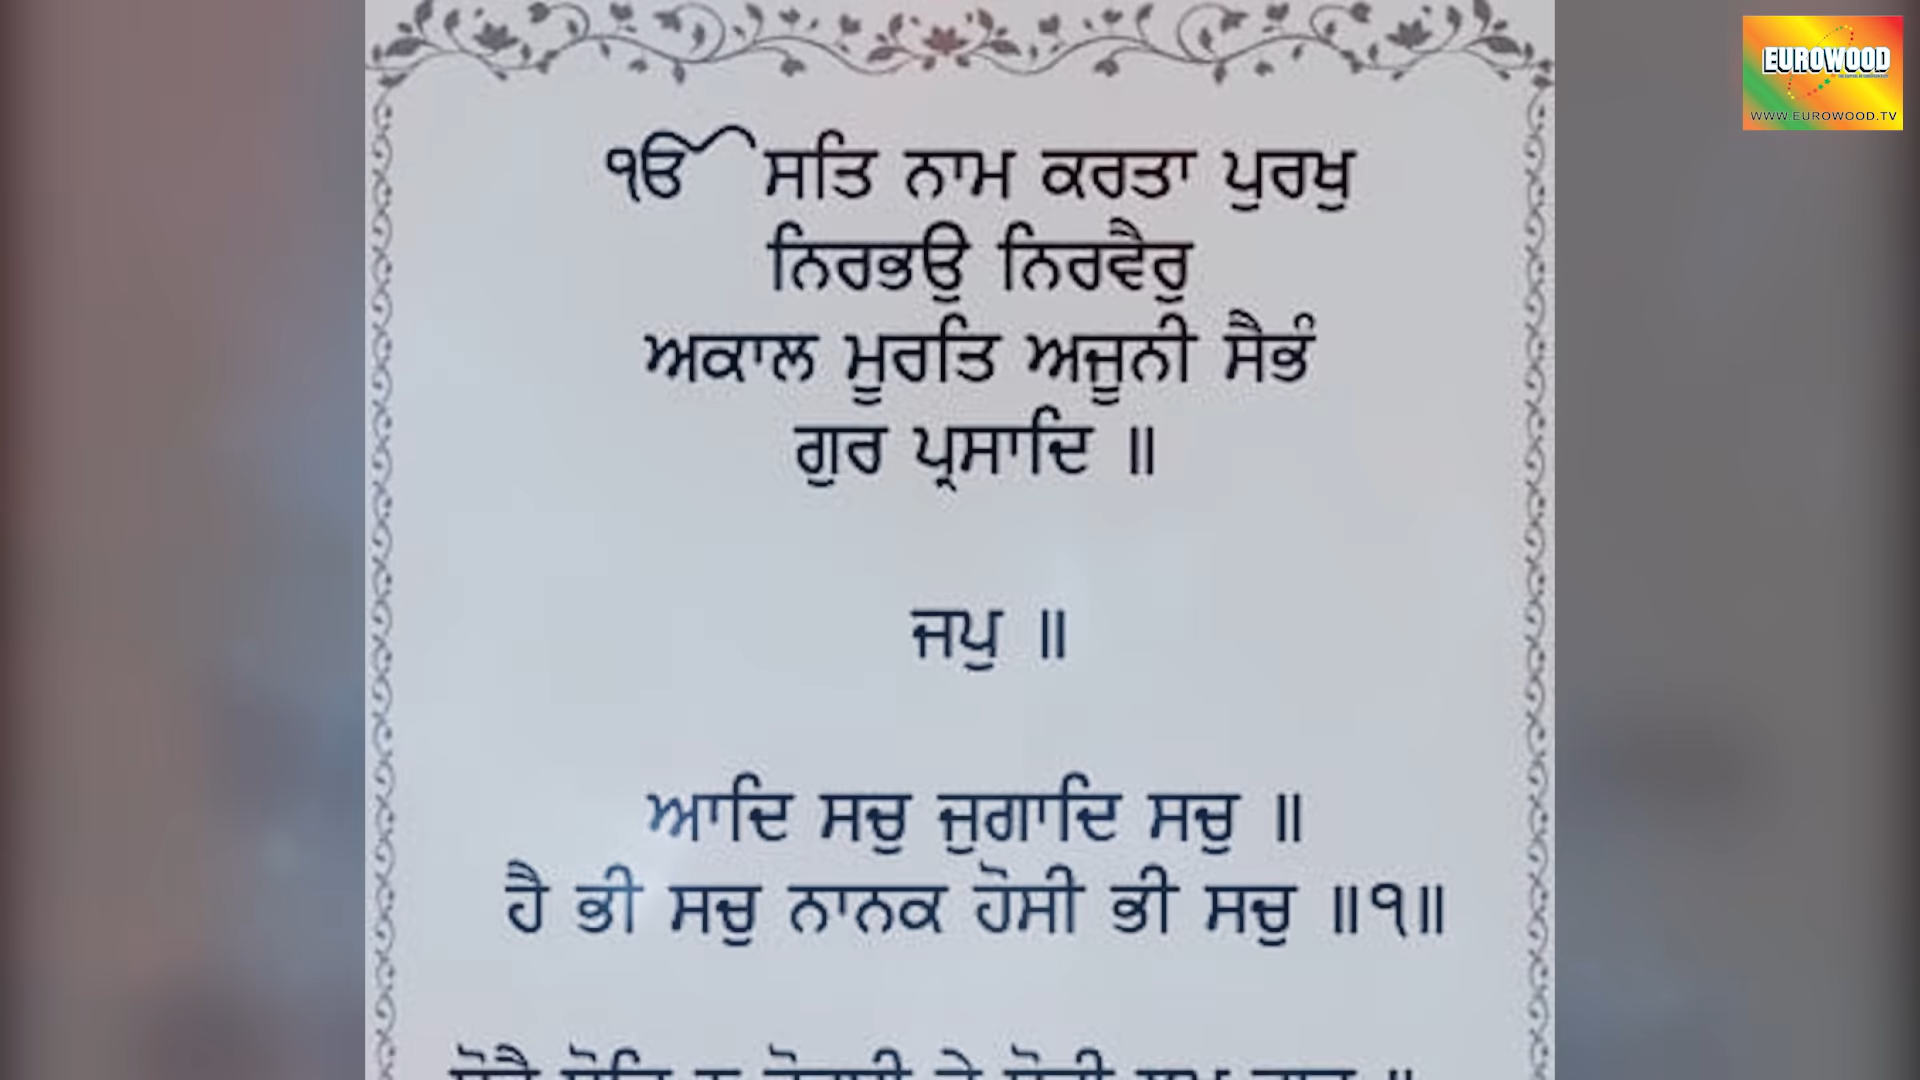 EUROWOOD
WWW.EUROWOOD.TV
ੴ ਸਤਿ ਨਾਮ ਕਰਤਾ ਪੁਰਖੁ
ਨਿਰਭਉ ਨਿਰਵੈਰੁ
ਅਕਾਲ ਮੂਰਤਿ ਅਜੂਨੀ ਸੈਭੰ
ਗੁਰ ਪ੍ਰਸਾਦਿ ॥
ਜਪੁ ॥
ਆਦਿ ਸਚੁ ਜੁਗਾਦਿ ਸਚੁ ॥
ਹੈ ਭੀ ਸਚੁ ਨਾਨਕ ਹੋਸੀ ਭੀ ਸਚੁ ॥੧॥